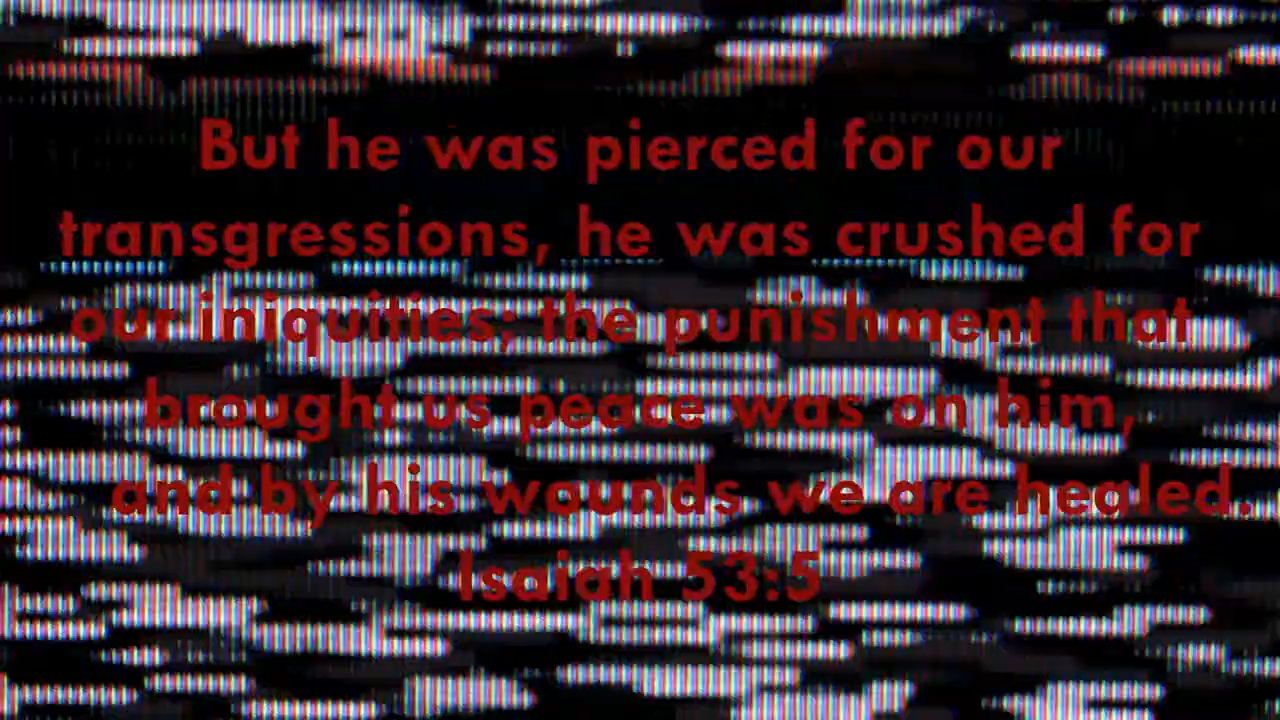 But he was pierced for our
transgressions, he was crushed for
our iniquities; the punishment that
brought us peace was on him,
and by his wounds we are healed.
Isaiah 53:5